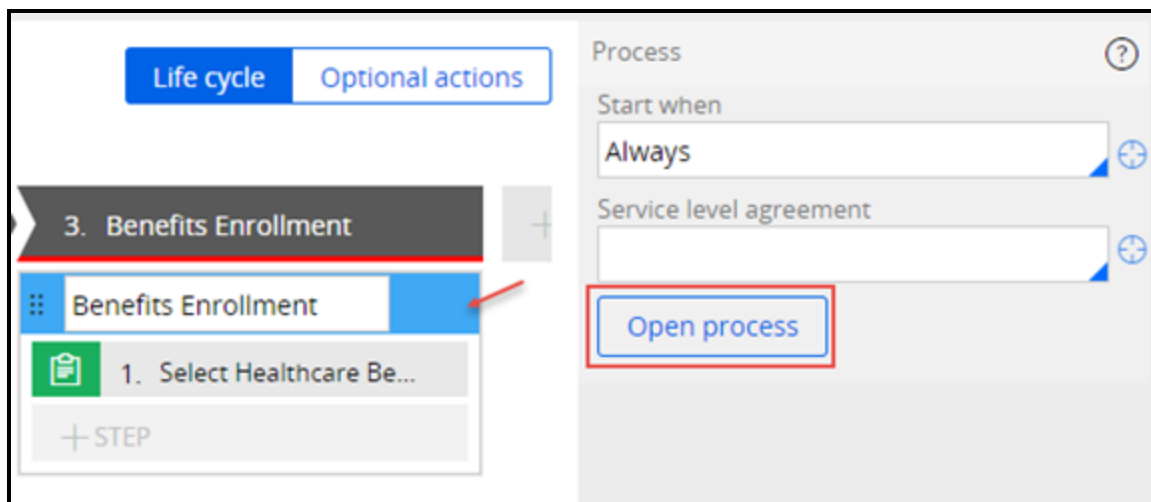 Life cycle
Optional actions
3. Benefits Enrollment
Benefits Enrollment
1. Select Healthcare Be...
+ STEP
Process
?
Start when
Always
Service level agreement
Open process